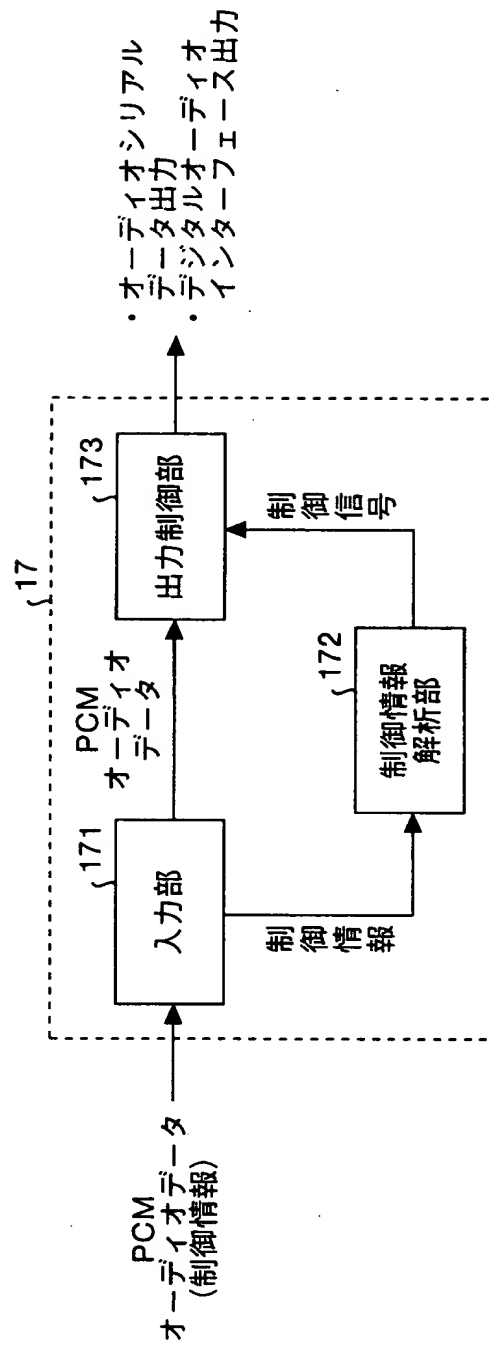 17
PCM
オーディオデータ
(制御情報)
171
入力部
PCM
オーディオ
データ
制御情報
172
制御情報
解析部
制御信号
173
出力制御部
・オーディオシリアル
データ出力
・デジタルオーディオ
インターフェース出力